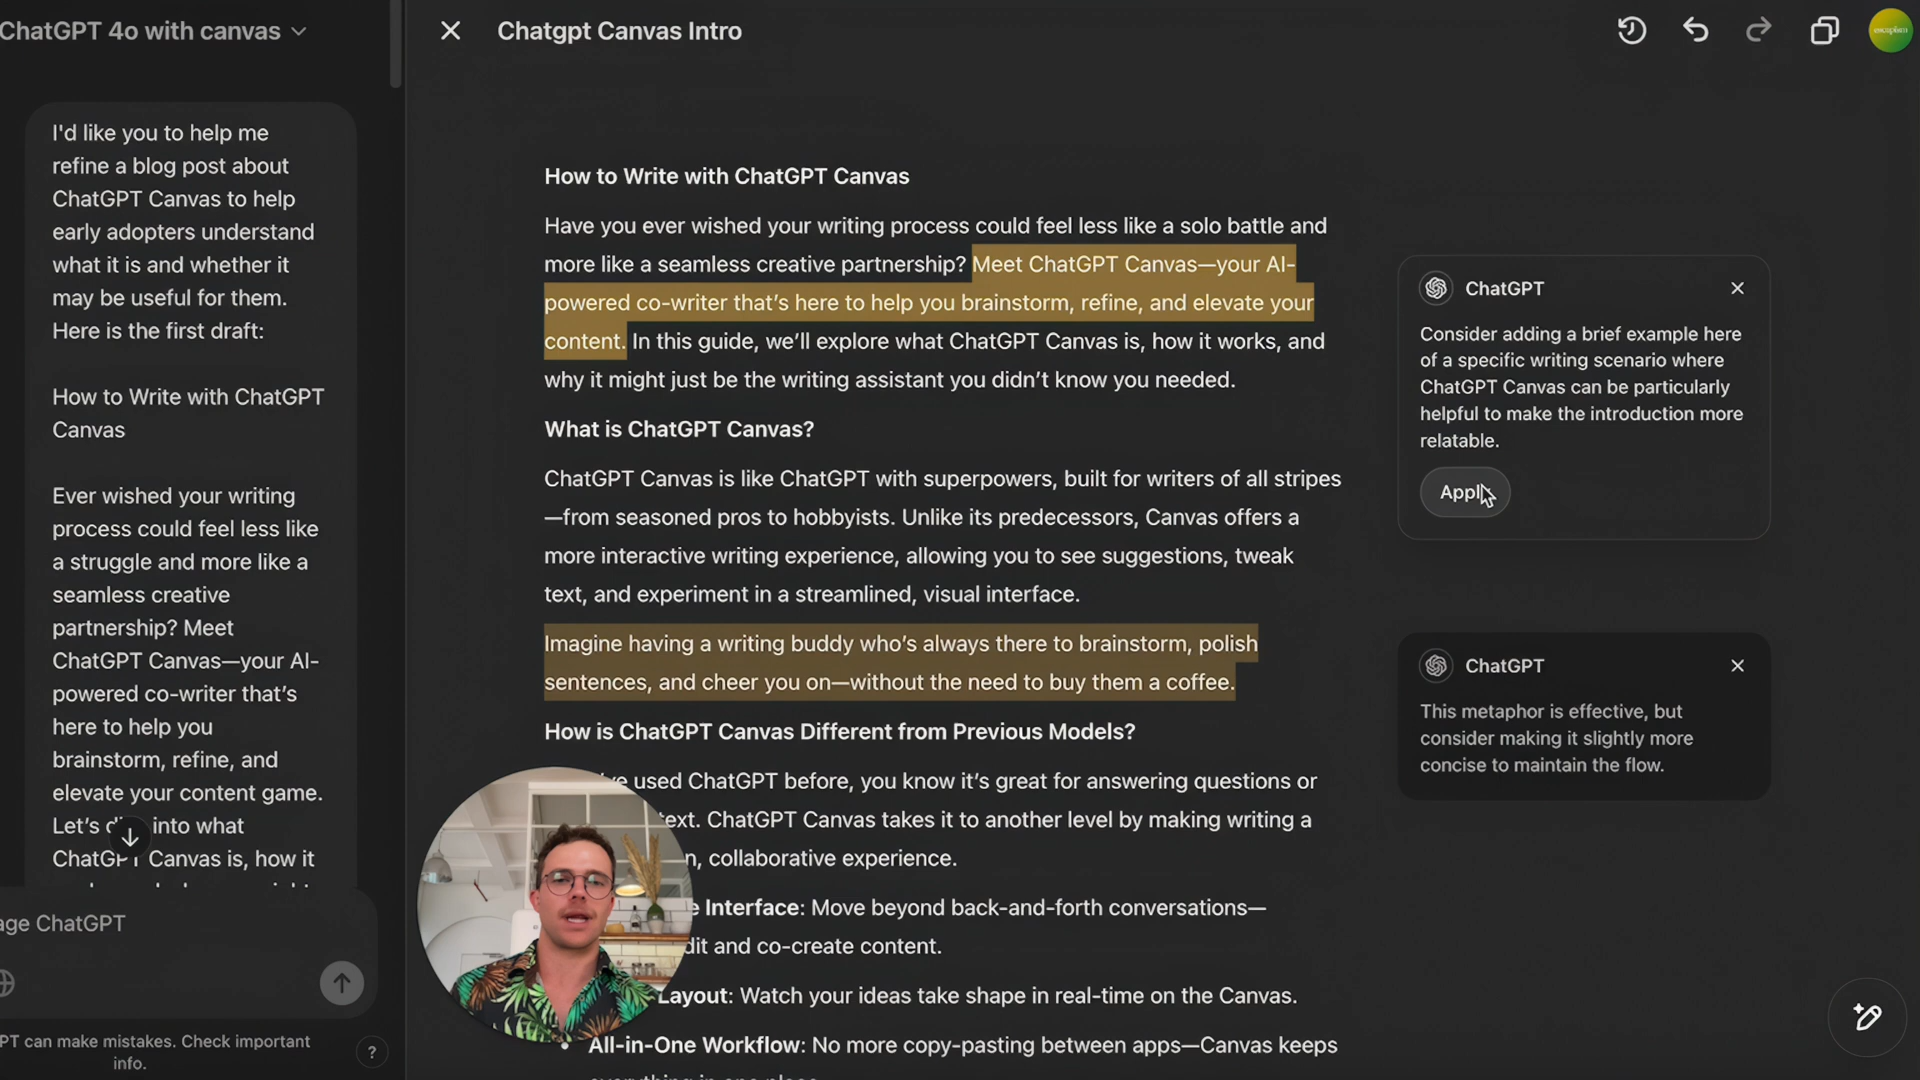 ChatGPT 4o with canvas
I'd like you to help me
refine a blog post about
ChatGPT Canvas to help
early adopters understand
what it is and whether it
may be useful for them.
Here is the first draft:
How to Write with ChatGPT
Canvas
Ever wished your writing
process could feel less like
a struggle and more like a
seamless creative
partnership? Meet
ChatGPT Canvas—your AI-
powered co-writer that's
here to help you
brainstorm, refine, and
elevate your content game.
Let's into what
Canvas is, how it
age ChatGPT
PT can make mistakes. Check important
info.
?
Chatgpt Canvas Intro
How to Write with ChatGPT Canvas
Have you ever wished your writing process could feel less like a solo battle and
more like a seamless creative partnership? Meet ChatGPT Canvas—your AI-
powered co-writer that's here to help you brainstorm, refine, and elevate your
content. In this guide, we'll explore what ChatGPT Canvas is, how it works, and
why it might just be the writing assistant you didn't know you needed.
What is ChatGPT Canvas?
ChatGPT Canvas is like ChatGPT with superpowers, built for writers of all stripes
—from seasoned pros to hobbyists. Unlike its predecessors, Canvas offers a
more interactive writing experience, allowing you to see suggestions, tweak
text, and experiment in a streamlined, visual interface.
Imagine having a writing buddy who's always there to brainstorm, polish
sentences, and cheer you on—without the need to buy them a coffee.
How is ChatGPT Canvas Different from Previous Models?
've used ChatGPT before, you know it's great for answering questions or
text. ChatGPT Canvas takes it to another level by making writing a
n, collaborative experience.
e Interface: Move beyond back-and-forth conversations—
dit and co-create content.
Layout: Watch your ideas take shape in real-time on the Canvas.
• All-in-One Workflow: No more copy-pasting between apps—Canvas keeps
ChatGPT
Consider adding a brief example here
of a specific writing scenario where
ChatGPT Canvas can be particularly
helpful to make the introduction more
relatable.
Apply
ChatGPT
This metaphor is effective, but
consider making it slightly more
concise to maintain the flow.